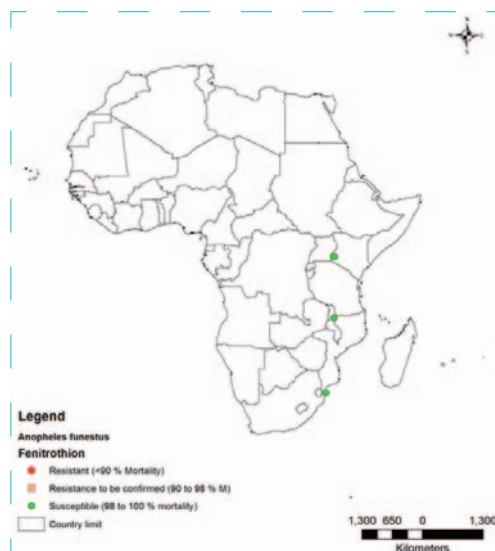 Legend
Anopheles funestus
Fenitrothion
Resistant (<90 % Mortality)
Resistance to be confirmed (90 to 98 % M)
Susceptible (98 to 100 % mortality)
Country limit
1,300 650 0 1,300
Kilometers